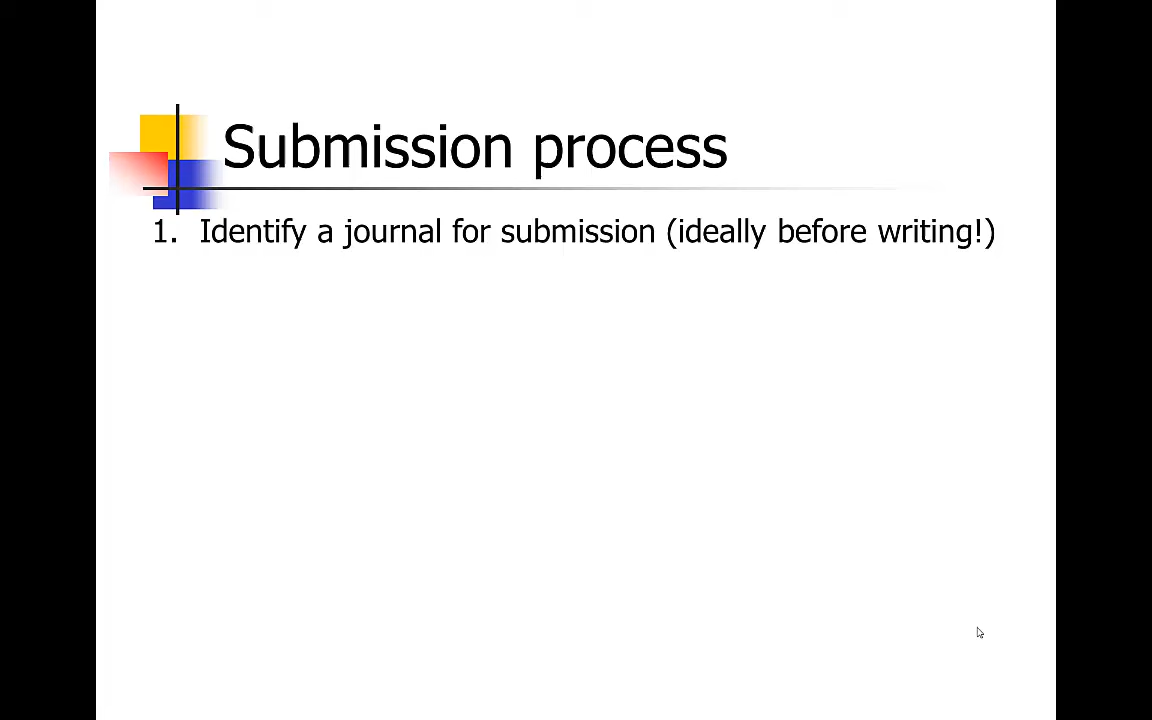 Submission process
1. Identify a journal for submission (ideally before writing!)